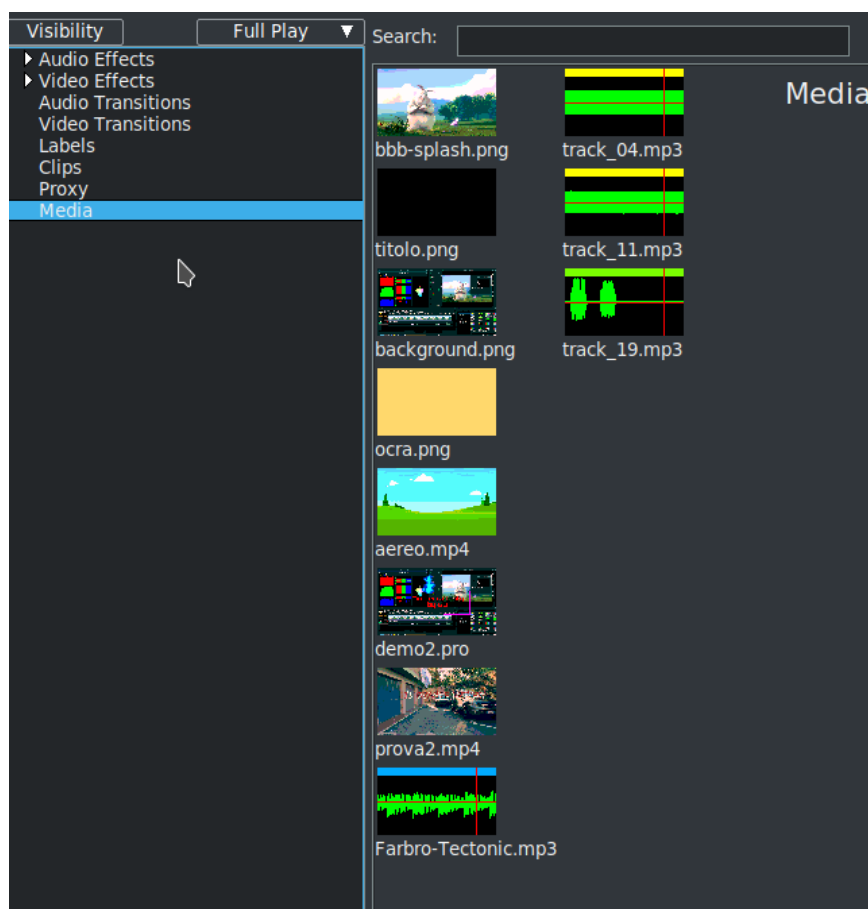 Visibility
Full Play
Search:
Audio Effects
Video Effects
Audio Transitions
Video Transitions
Labels
Clips
Proxy
Media
Media
bbb-splash.png
track_04.mp3
titolo.png
track_11.mp3
background.png
track_19.mp3
ocra.png
aereo.mp4
demo2.pro
prova2.mp4
Farbro-Tectonic.mp3